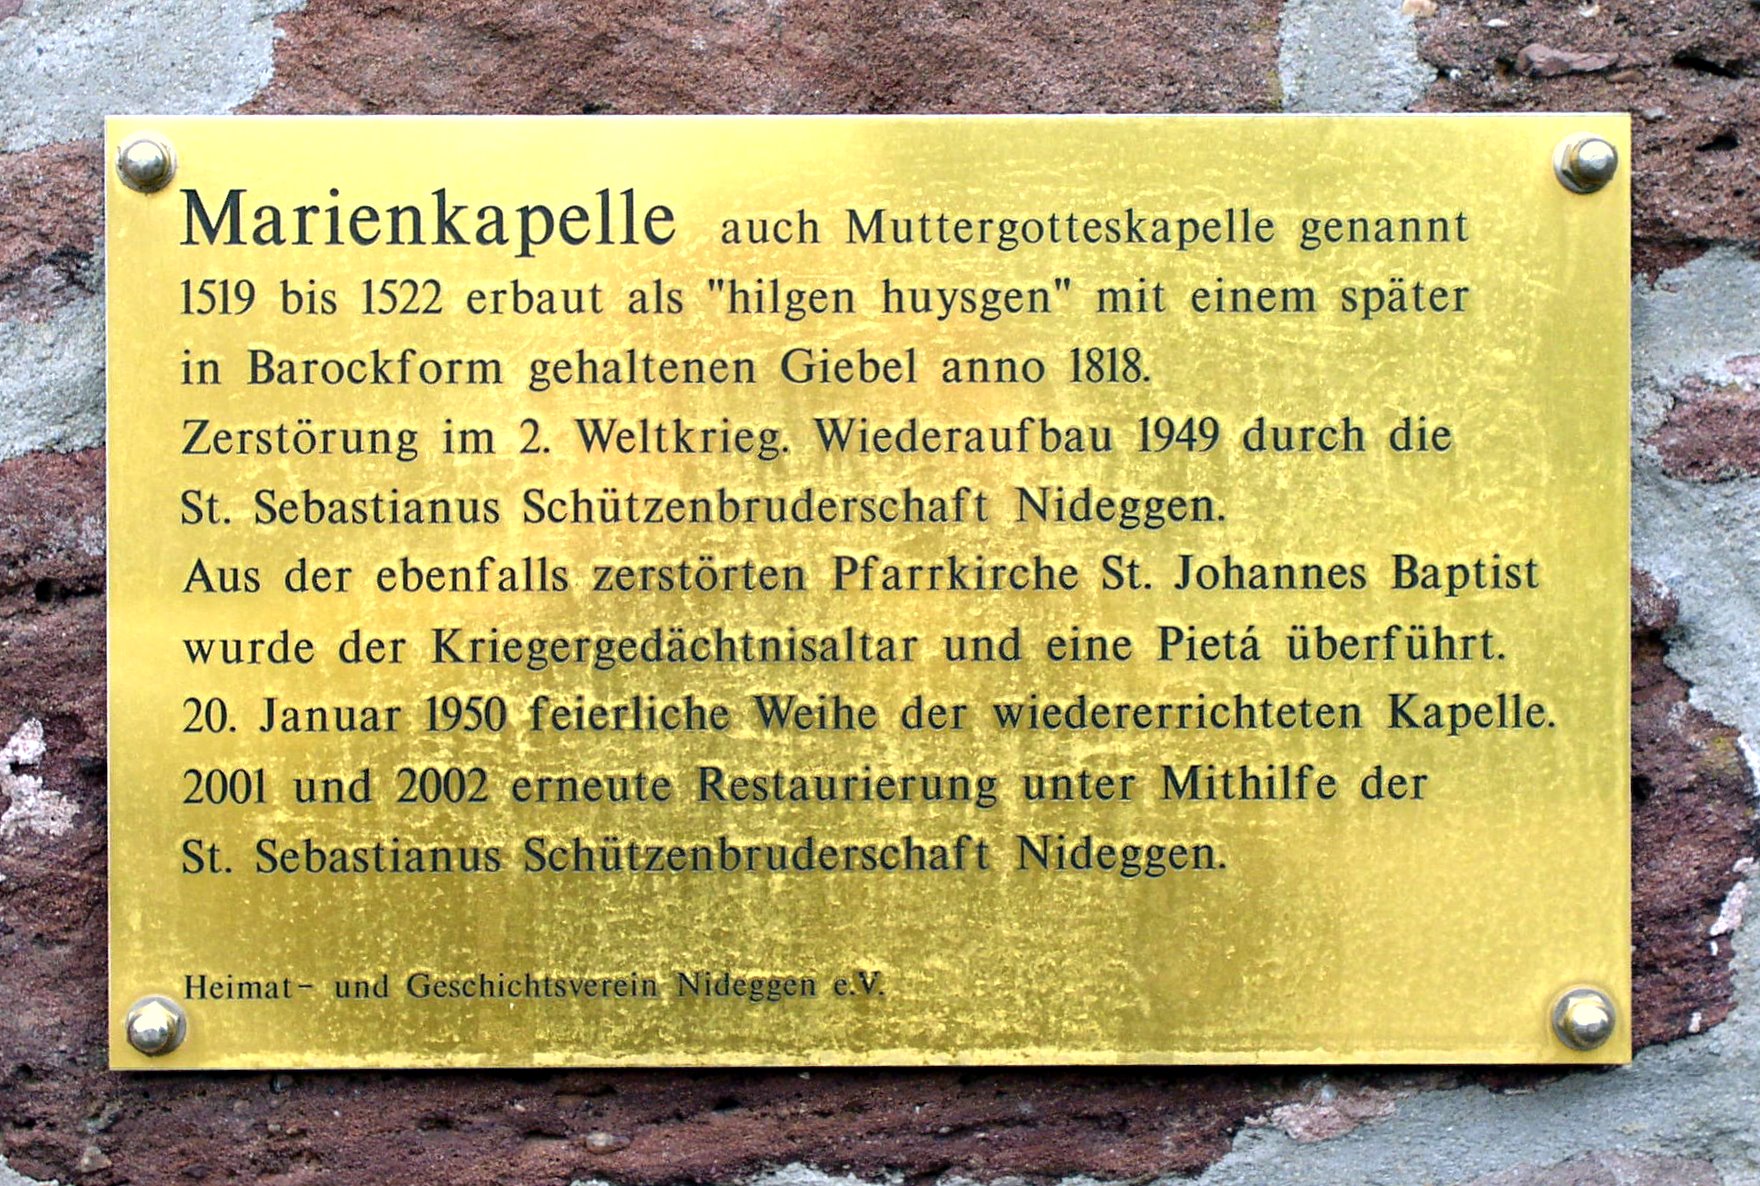 Marienkapelle auch Muttergotteskapelle genannt
1519 bis 1522 erbaut als "hilgen huysgen" mit einem später
in Barockform gehaltenen Giebel anno 1818.
Zerstörung im 2. Weltkrieg. Wiederaufbau 1949 durch die
St. Sebastianus Schützenbruderschaft Nideggen.
Aus der ebenfalls zerstörten Pfarrkirche St. Johannes Baptist
wurde der Kriegergedächtnisaltar und eine Pietá überführt.
20. Januar 1950 feierliche Weihe der wiedererrichteten Kapelle.
2001 und 2002 erneute Restaurierung unter Mithilfe der
St. Sebastianus Schützenbruderschaft Nideggen.
Heimat- und Geschichtsverein Nideggen e.V.